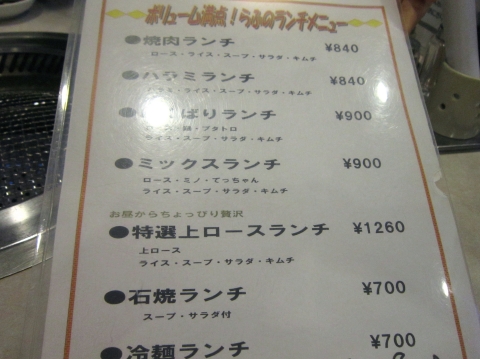 ボリューム満点！らぶのランチメニュー
●焼肉ランチ ¥840
ロース・ライス・スープ・サラダ・キムチ
●ハラミランチ ¥840
ライス・スープ・サラダ・キムチ
ぱりランチ ¥900
豚・ブタトロ
ライス・スープ・サラダ・キムチ
●ミックスランチ ¥900
ロース・ミノ・てっちゃん
ライス・スープ・サラダ・キムチ
お昼からちょっぴり贅沢
●特選上ロースランチ ¥1260
上ロース
ライス・スープ・サラダ・キムチ
●石焼ランチ ¥700
スープ・サラダ付
●冷麺ランチ ¥700